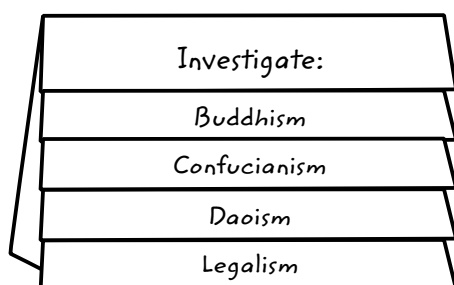 Investigate:
Buddhism
Confucianism
Daoism
Legalism